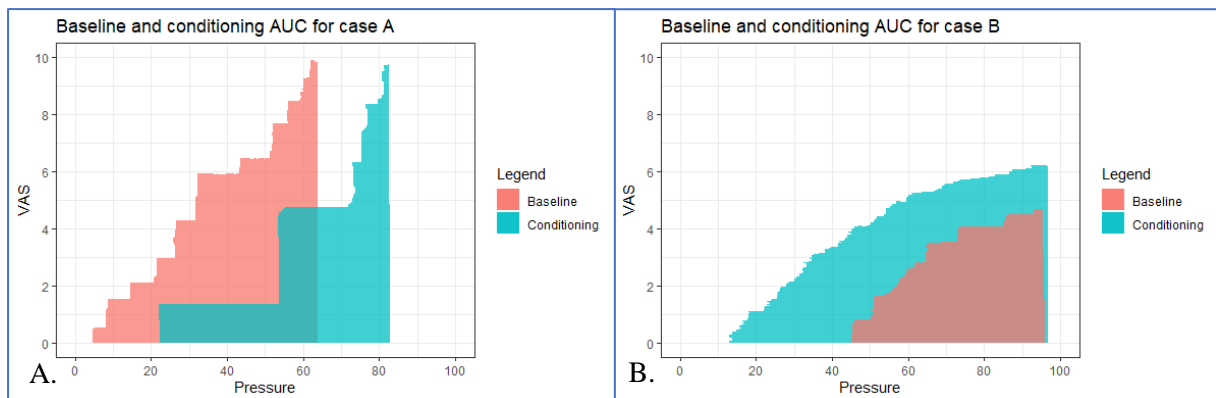 Baseline and conditioning AUC for case A
10
8
6
4
2
0
VAS
0 20 40 60 80 100
Pressure
Legend
Baseline
Conditioning
A.
Baseline and conditioning AUC for case B
10
8
6
4
2
0
VAS
0 20 40 60 80 100
Pressure
Legend
Baseline
Conditioning
B.